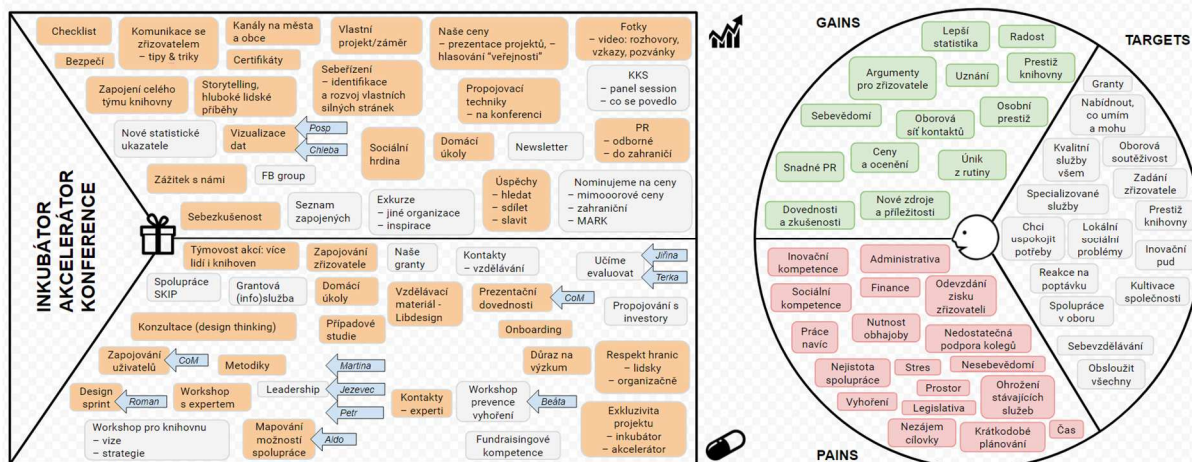 INKUBÁTOR
AKCELERÁTOR
KONFERENCE
Checklist
Komunikace se
zřizovatelem
– tipy & triky
Kanály na města
a obce
Vlastní
projekt/záměr
Naše ceny
– prezentace projektů, –
hlasování "veřejnosti"
Fotky
– video: rozhovory,
vzkazy, pozvánky
Bezpečí
Certifikáty
Sebeřízení
– identifikace
a rozvoj vlastních
silných stránek
KKS
– panel session
– co se povedlo
Zapojení celého
týmu knihovny
Storytelling,
hluboké lidské
příběhy
Propojovací
techniky
– na konferenci
Nové statistické
ukazatele
Vizualizace
dat
Posp
Chleba
Sociální
hrdina
Domácí
úkoly
Newsletter
PR
– odborné
– do zahraničí
Zážitek s námi
FB group
Úspěchy
– hledat
– sdílet
– slavit
Nominujeme na ceny
– mimooorové ceny
– zahraniční
– MARK
Sebezkušenost
Seznam
zapojených
Exkurze
– jiné organizace
– inspirace
Týmovost akcí: více
lidí i knihoven
Zapojování
zřizovatele
Naše
granty
Kontakty
– vzdělávání
Učíme
evaluovat
Jiřina
Terka
Spolupráce
SKIP
Grantová
(info)služba
Domácí
úkoly
Vzdělávací
materiál -
Libdesign
Prezentační
dovednosti
CoM
Propojování s
investory
Konzultace (design thinking)
Případové
studie
Onboarding
Zapojování
uživatelů
CoM
Metodiky
Martina
Důraz na
výzkum
Respekt hranic
– lidsky
– organizačně
Design
sprint
Roman
Workshop
s expertem
Leadership
Jezevec
Petr
Kontakty
– experti
Workshop
prevence
vyhoření
Beáta
Workshop pro knihovnu
– vize
– strategie
Mapování
možností
spolupráce
Aldo
Fundraisingové
kompetence
Exkluzivita
projektu
– inkubátor
– akcelerátor
GAINS
Lepší
statistika
Radost
Argumenty
pro zřizovatele
Uznání
Prestiž
knihovny
Sebevědomí
Oborová
síť kontaktů
Osobní
prestiž
Snadné PR
Ceny
a ocenění
Únik
z rutiny
Dovednosti
a zkušenosti
Nové zdroje
a příležitosti
TARGETS
Granty
Nabídnout,
co umím
a mohu
Kvalitní
služby
všem
Oborová
soutěživost
Specializované
služby
Zadání
zřizovatele
Prestiž
knihovny
Chci
uspokojit
potřeby
Lokální
sociální
problémy
Inovační
pud
Reakce na
poptávku
Kultivace
společnosti
Spolupráce
v oboru
Sebevzdělávání
Obsloužit
všechny
Inovační
kompetence
Administrativa
Sociální
kompetence
Finance
Odevzdání
zisku
zřizovateli
Práce
navíc
Nutnost
obhajoby
Nedostatečná
podpora kolegů
Nejistota
spolupráce
Stres
Nesebevědomí
Vyhoření
Prostor
Legislativa
Ohrožení
stávajících
služeb
Nezájem
cílovky
Krátkodobé
plánování
Čas
PAINS